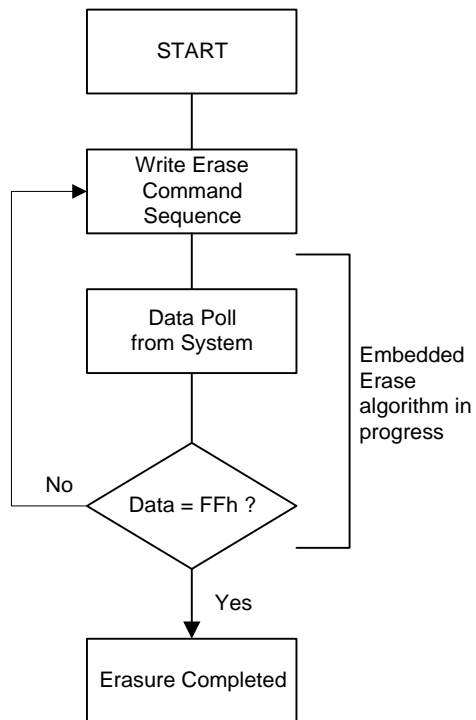 START
Write Erase
Command
Sequence
Data Poll
from System
Embedded
Erase
algorithm in
progress
No
Data = FFh ?
Yes
Erasure Completed